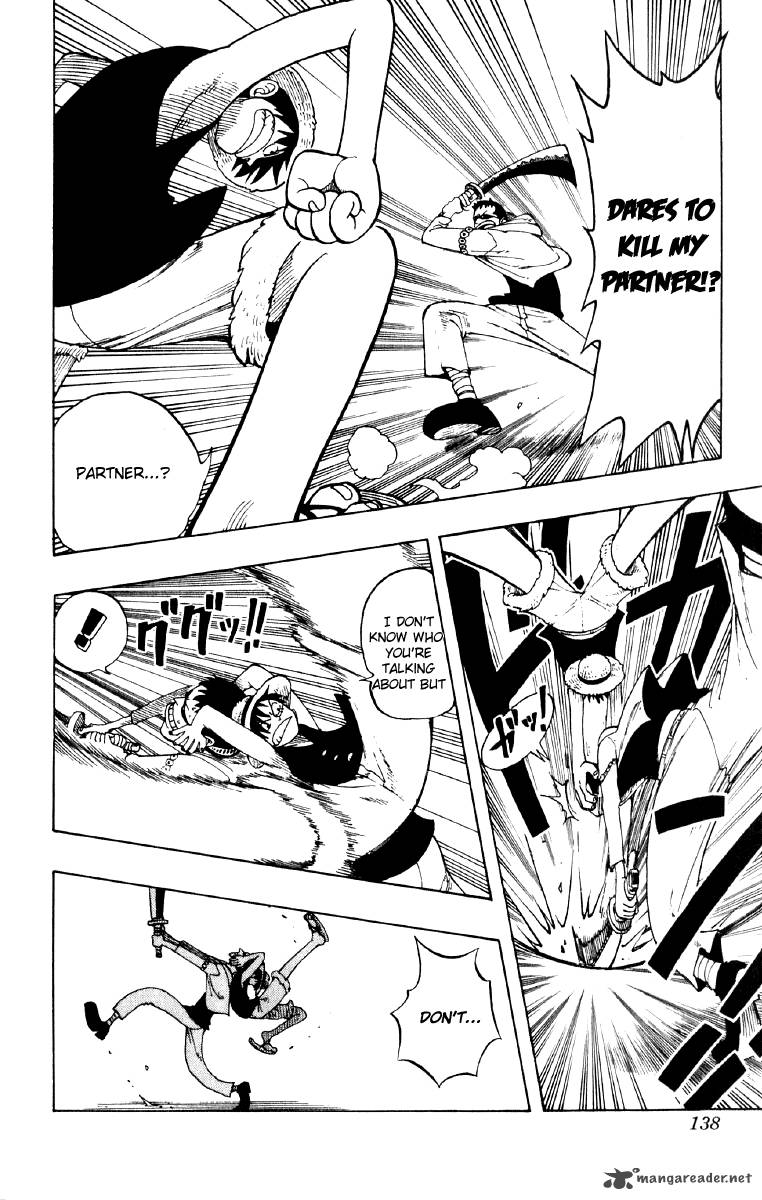 DARES TO
KILL MY
PARTNER!?
PARTNER...?
ガッ
I DON'T
KNOW WHO
YOU'RE
TALKING
ABOUT BUT
ググッ!!
!
DON'T...
138
mangareader.net